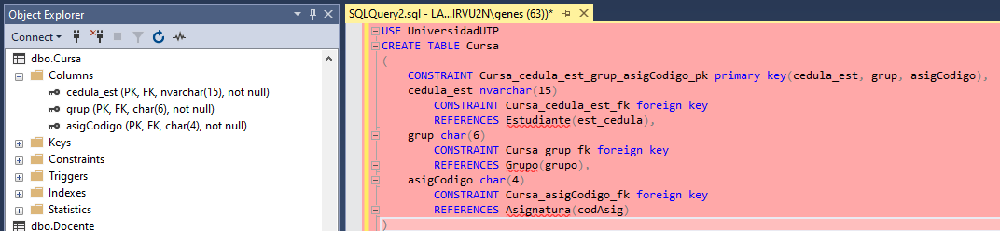 Object Explorer
Connect
dbo.Cursa
Columns
cedula_est (PK, FK, nvarchar(15), not null)
grup (PK, FK, char(6), not null)
asigCodigo (PK, FK, char(4), not null)
Keys
Constraints
Triggers
Indexes
Statistics
dbo.Docente
SQLQuery2.sql - LA...IRVU2N\genes (63))*
USE UniversidadUTP
CREATE TABLE Cursa
(
CONSTRAINT Cursa_cedula_est_grup_asigCodigo_pk primary key(cedula_est, grup, asigCodigo),
cedula_est nvarchar(15)
CONSTRAINT Cursa_cedula_est_fk foreign key
REFERENCES Estudiante(est_cedula),
grup char(6)
CONSTRAINT Cursa_grup_fk foreign key
REFERENCES Grupo(grupo),
asigCodigo char(4)
CONSTRAINT Cursa_asigCodigo_fk foreign key
REFERENCES Asignatura(codAsig)
)